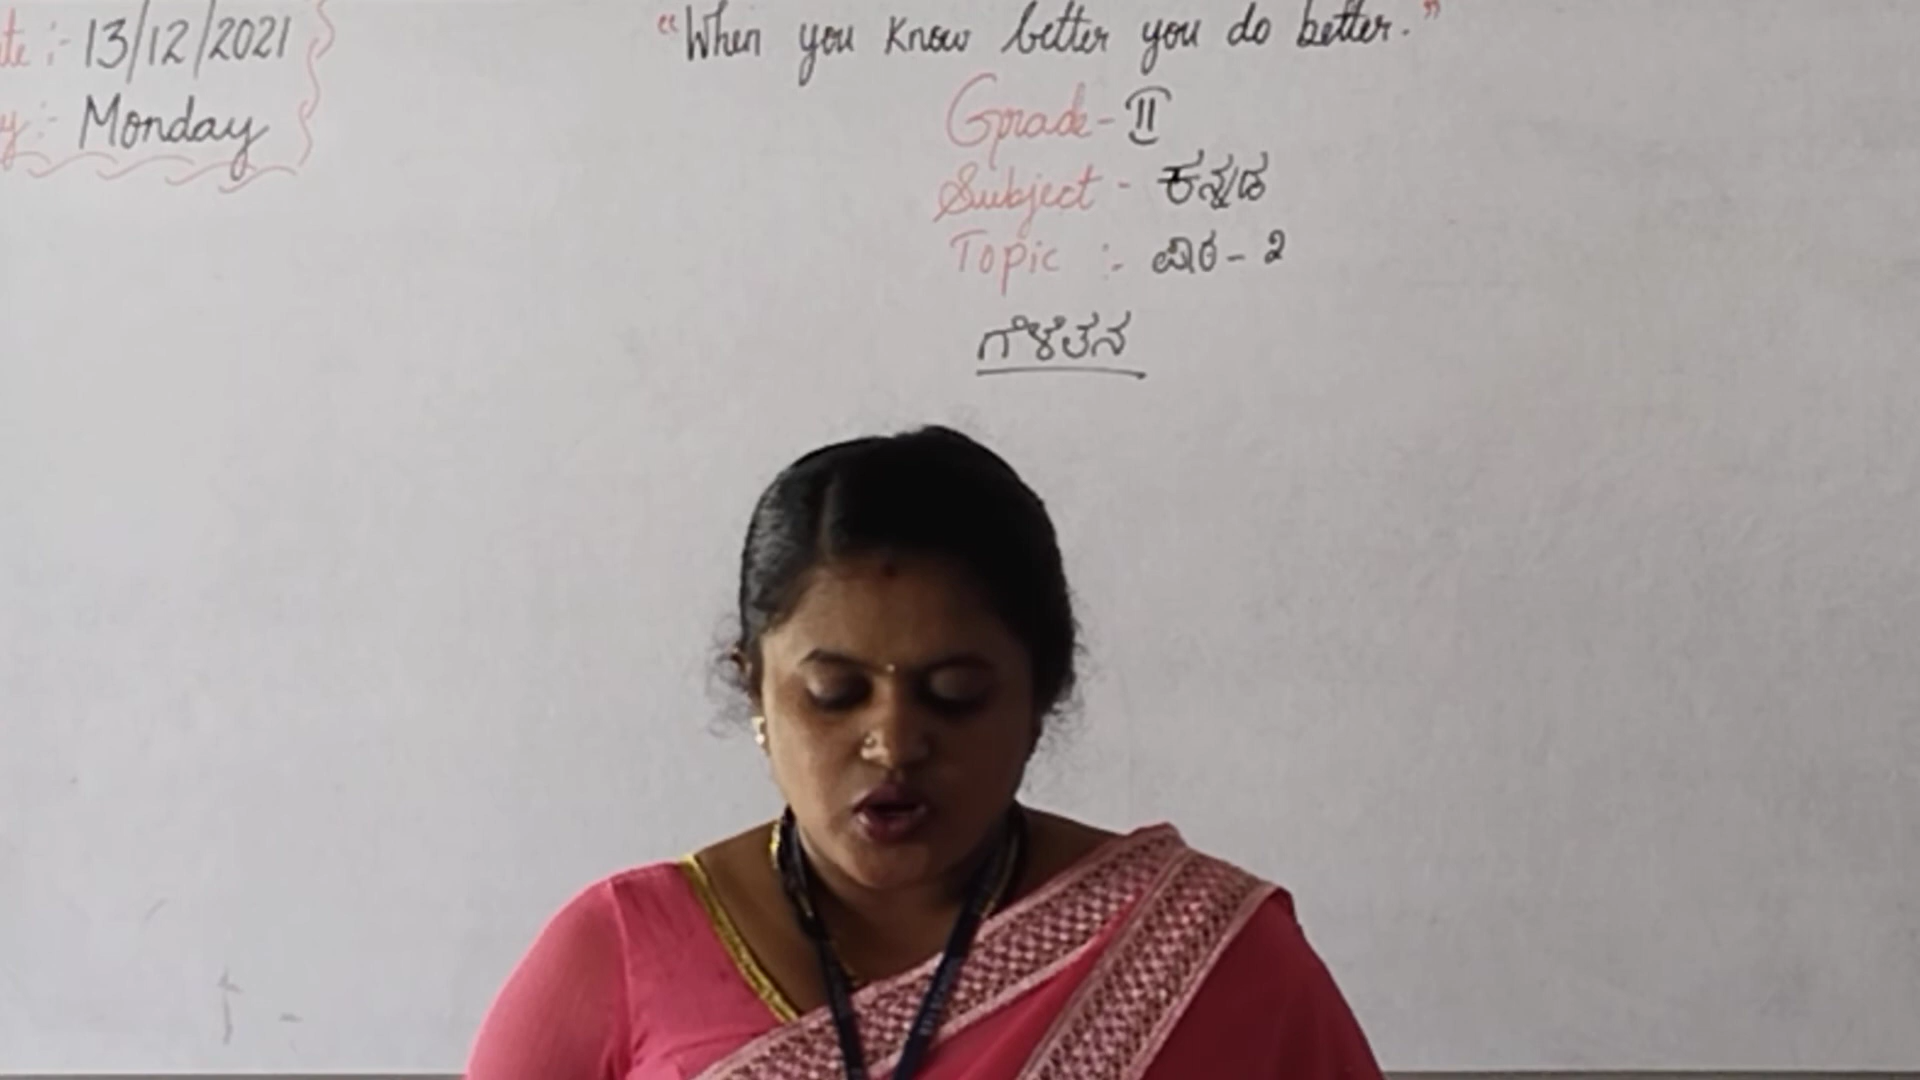 te :- 13/12/2021
y :- Monday
"When you know better you do better."
Grade - II
Subject - ಕನ್ನಡ
Topic :- ಪಾಠ - ೨
ಗೆಳೆತನ